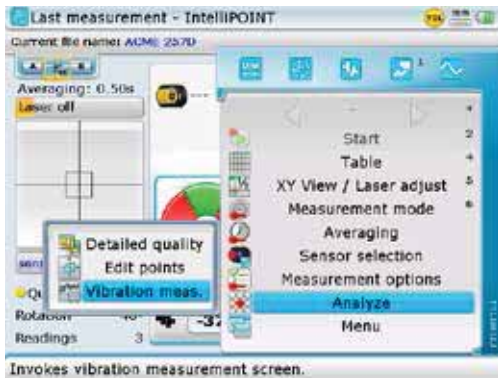 Last measurement - IntelliPOINT
Current file name: ACME 257D
Averaging: 0.50s
Laser off
Start
Table
XY View / Laser adjust
Measurement mode
Averaging
Sensor selection
Measurement options
Analyze
Menu
Detailed quality
Edit points
Vibration meas.
Rotation
Readings 3
Invokes vibration measurement screen.